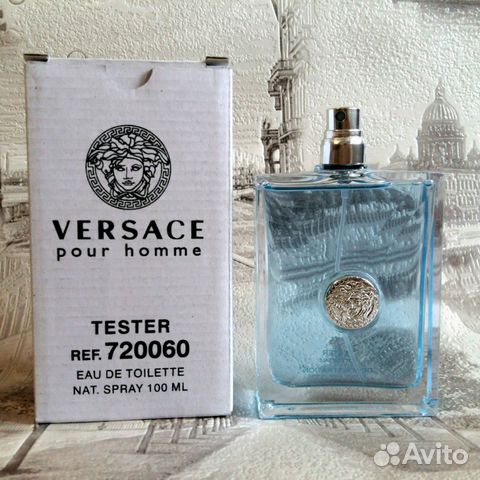 VERSACE
pour homme
TESTER
REF. 720060
EAU DE TOILETTE
NAT. SPRAY 100 ML
Avito